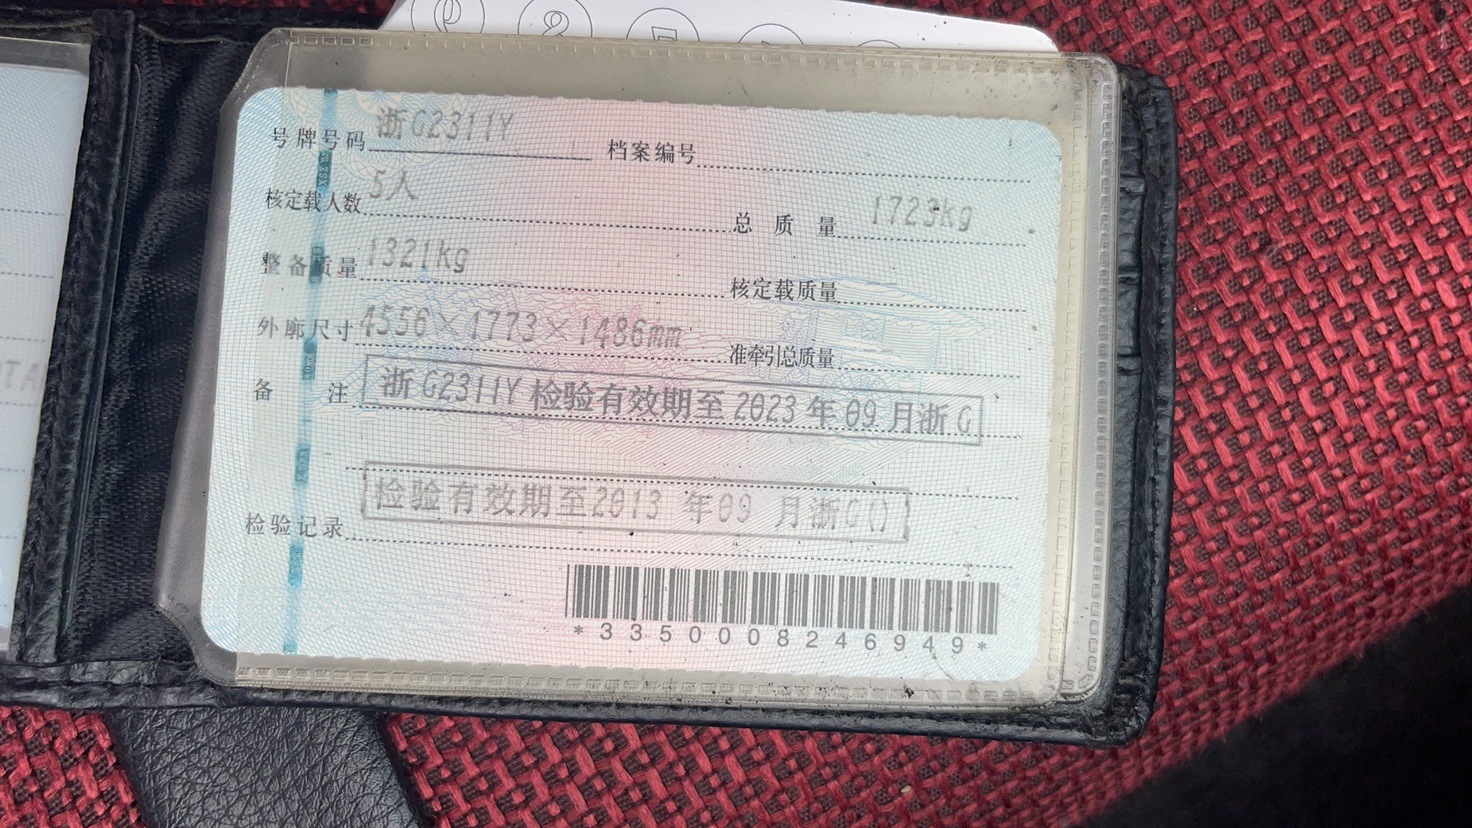 号牌号码 浙G2311Y 档案编号
核定载人数 5人 总质量 1723kg
整备质量 1321kg 核定载质量
外廓尺寸 4556×1773×1486mm 准牵引总质量
备注 浙G2311Y检验有效期至2023年09月浙G
检验记录 检验有效期至2013 年09 月浙G()
*3350008246949*